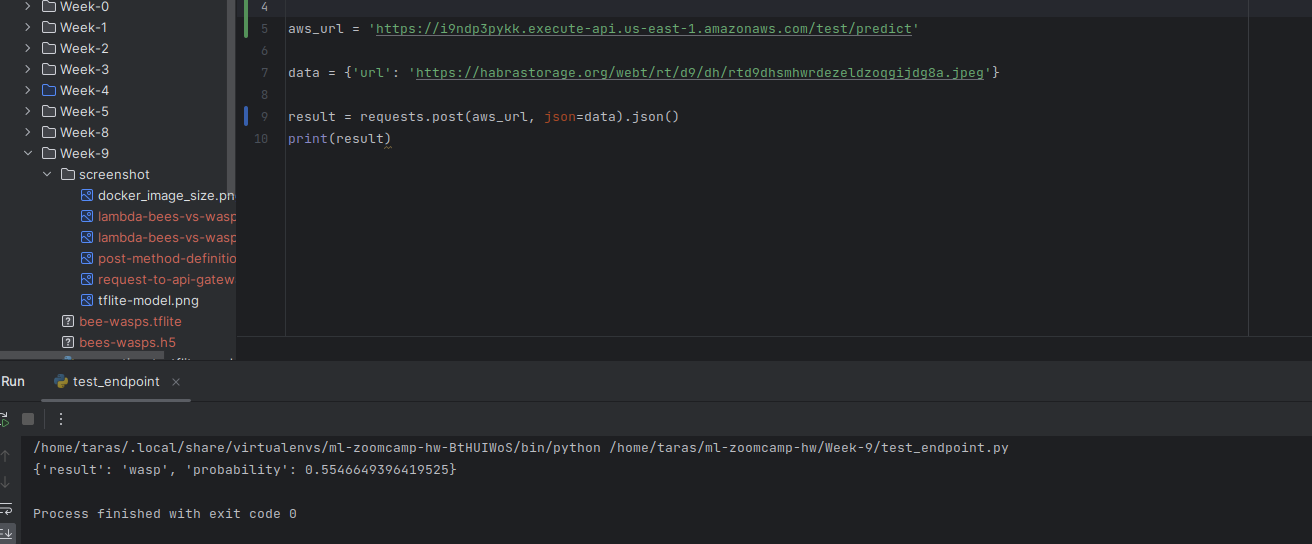 Week-0
Week-1
Week-2
Week-3
Week-4
Week-5
Week-8
Week-9
screenshot
docker_image_size.pn
lambda-bees-vs-wasp
lambda-bees-vs-wasp
post-method-definitio
request-to-api-gatew
tflite-model.png
bee-wasps.tflite
bees-wasps.h5
4
5 aws_url = 'https://i9ndp3pykk.execute-api.us-east-1.amazonaws.com/test/predict'
6
7 data = {'url': 'https://habrastorage.org/webt/rt/d9/dh/rtd9dhsmhwrdezeldzoqgijdg8a.jpeg'}
8
9 result = requests.post(aws_url, json=data).json()
10 print(result)
Run test_endpoint
/home/taras/.local/share/virtualenvs/ml-zoomcamp-hw-BtHUIWoS/bin/python /home/taras/ml-zoomcamp-hw/Week-9/test_endpoint.py
{'result': 'wasp', 'probability': 0.5546649396419525}
Process finished with exit code 0